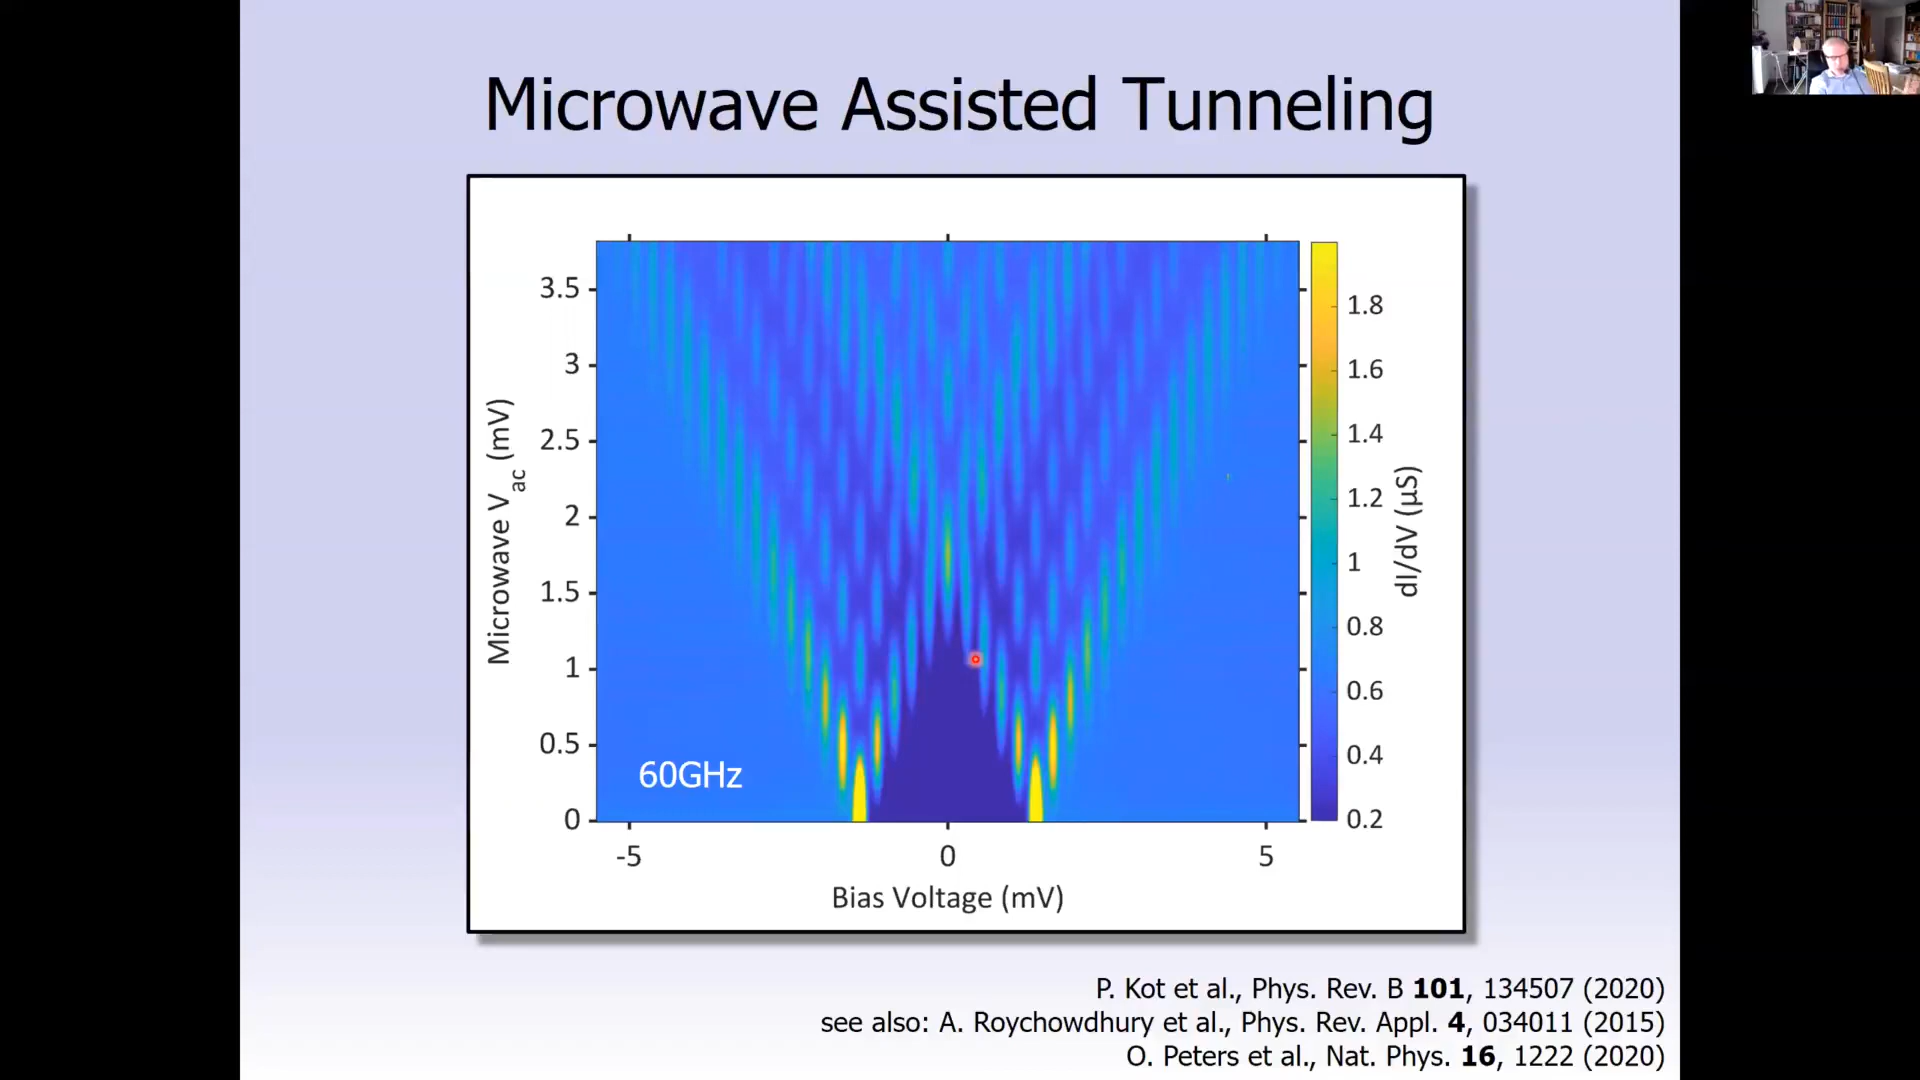 Microwave Assisted Tunneling
3.5
3
2.5
2
1.5
1
0.5
0
Microwave Vac (mV)
60GHz
-5
0
5
Bias Voltage (mV)
1.8
1.6
1.4
1.2
1
0.8
0.6
0.4
0.2
dI/dV (µS)
P. Kot et al., Phys. Rev. B 101, 134507 (2020)
see also: A. Roychowdhury et al., Phys. Rev. Appl. 4, 034011 (2015)
O. Peters et al., Nat. Phys. 16, 1222 (2020)